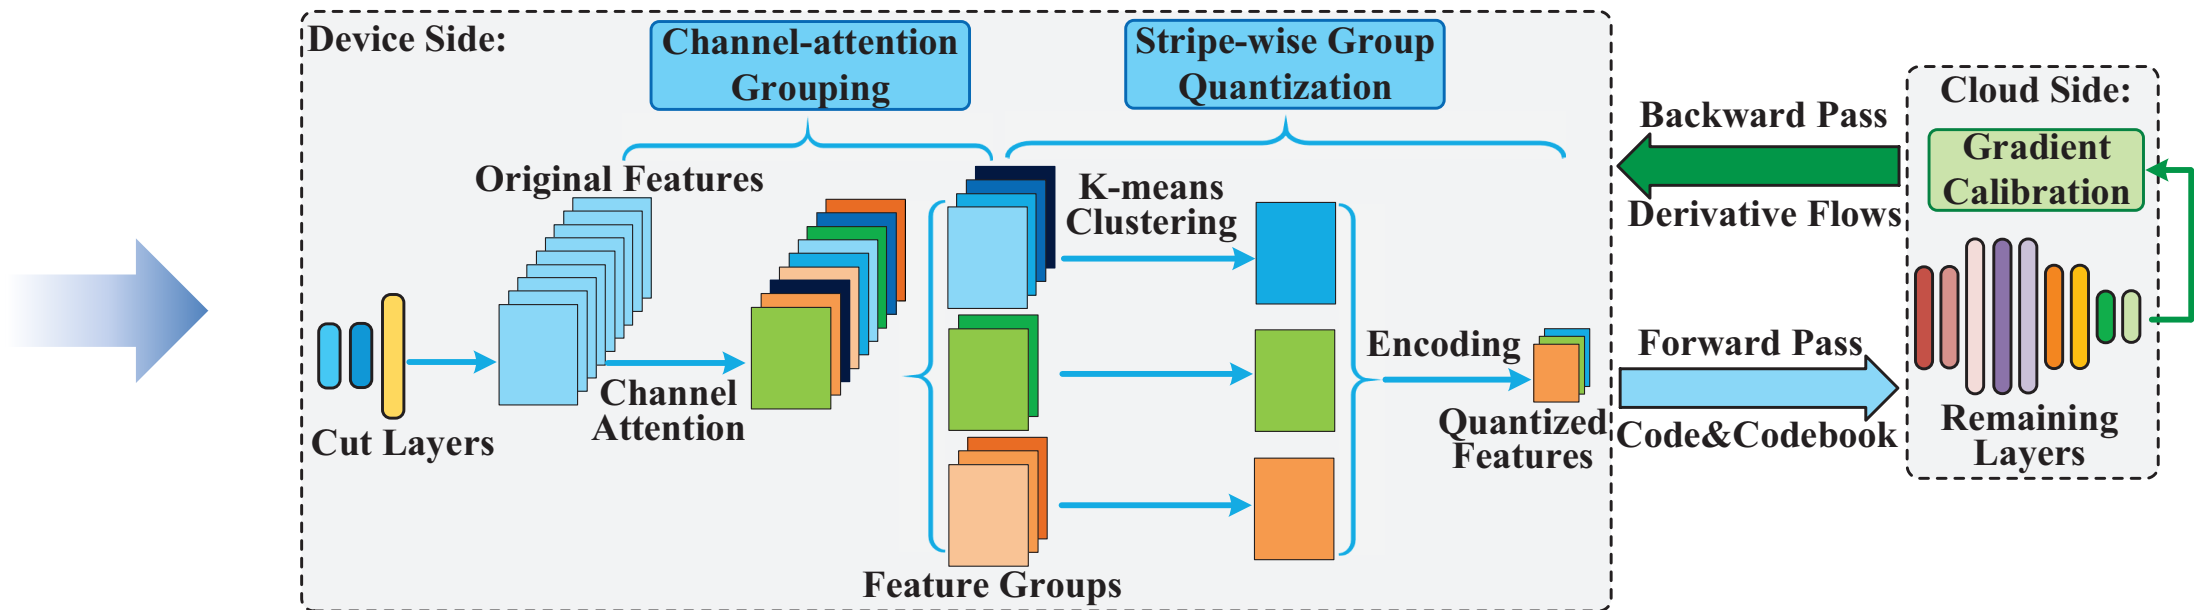 Device Side:
Channel-attention
Grouping
Stripe-wise Group
Quantization
Original Features
K-means
Clustering
Channel
Attention
Cut Layers
Feature Groups
Encoding
Quantized
Features
Backward Pass
Derivative Flows
Forward Pass
Code&Codebook
Cloud Side:
Gradient
Calibration
Remaining
Layers